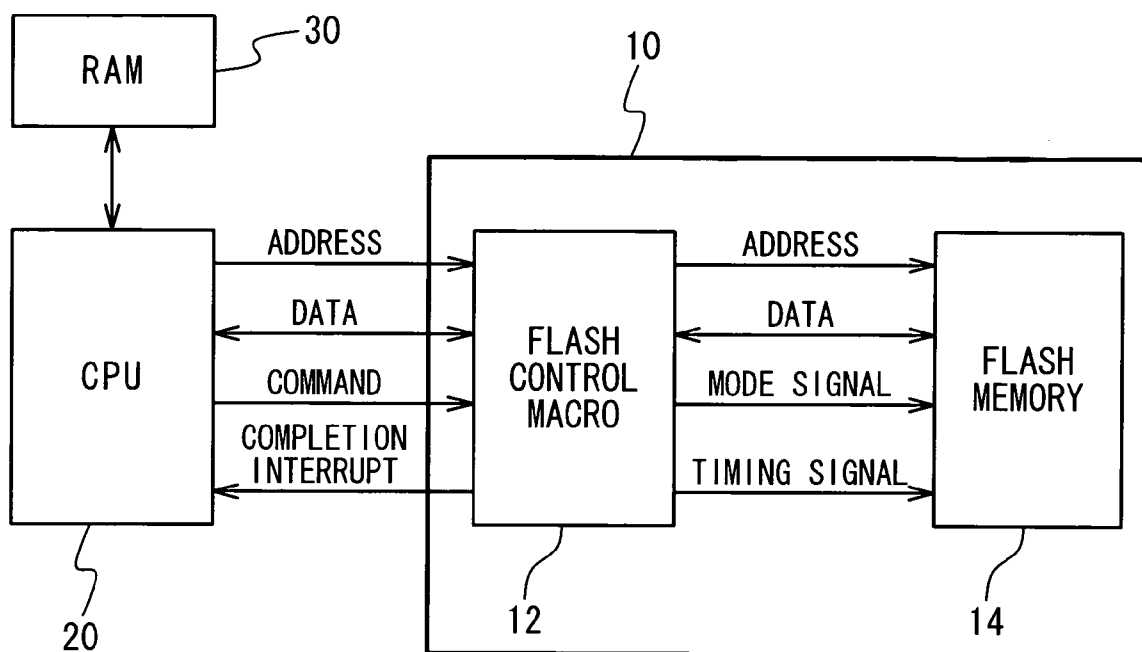 30
RAM
10
ADDRESS
ADDRESS
DATA
DATA
CPU
FLASH
CONTROL
MACRO
FLASH
MEMORY
COMMAND
MODE SIGNAL
COMPLETION
INTERRUPT
TIMING SIGNAL
20
12
14